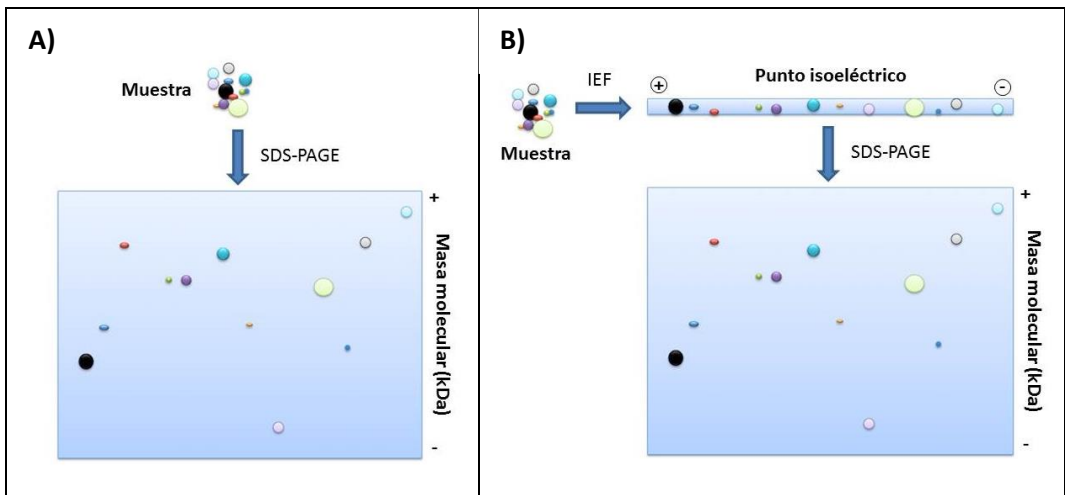 A)
Muestra
SDS-PAGE
+
Masa molecular (kDa)
-
B)
IEF
Muestra
+
Punto isoeléctrico
-
SDS-PAGE
+
Masa molecular (kDa)
-